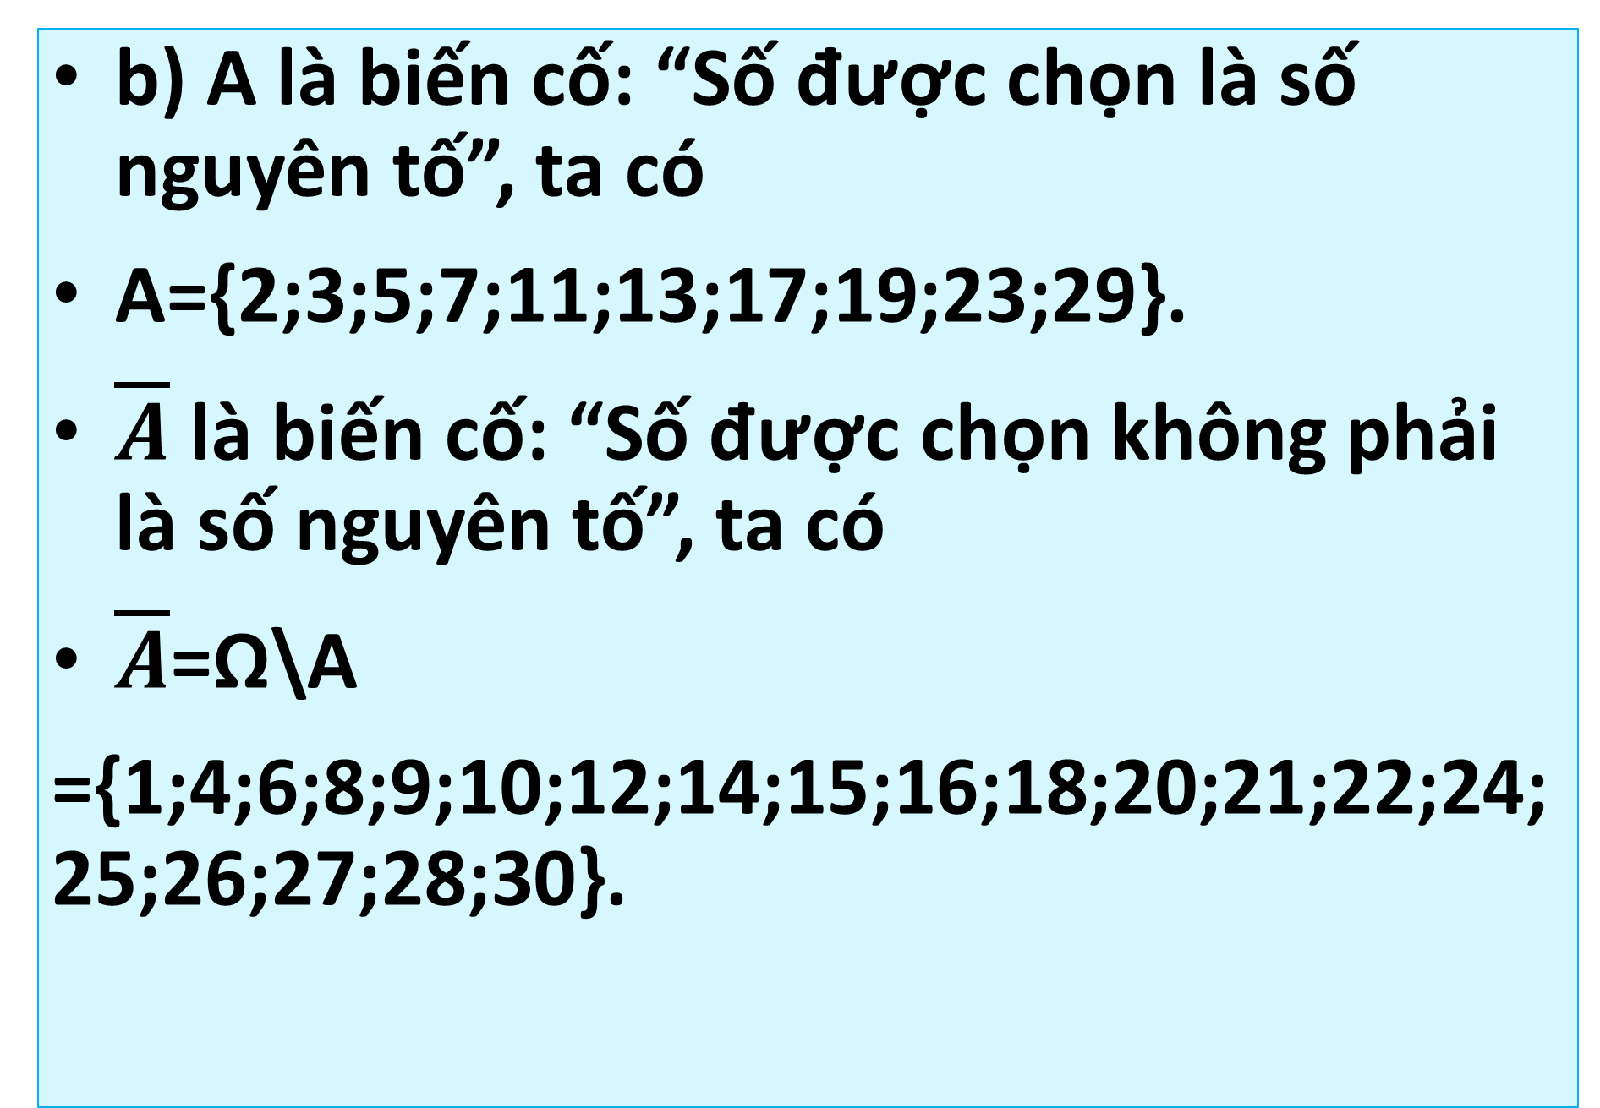 • b) A là biến cố: “Số được chọn là số
nguyên tố”, ta có
• A={2;3;5;7;11;13;17;19;23;29}.
• A̅ là biến cố: “Số được chọn không phải
là số nguyên tố”, ta có
• A̅=Ω\A
={1;4;6;8;9;10;12;14;15;16;18;20;21;22;24;
25;26;27;28;30}.